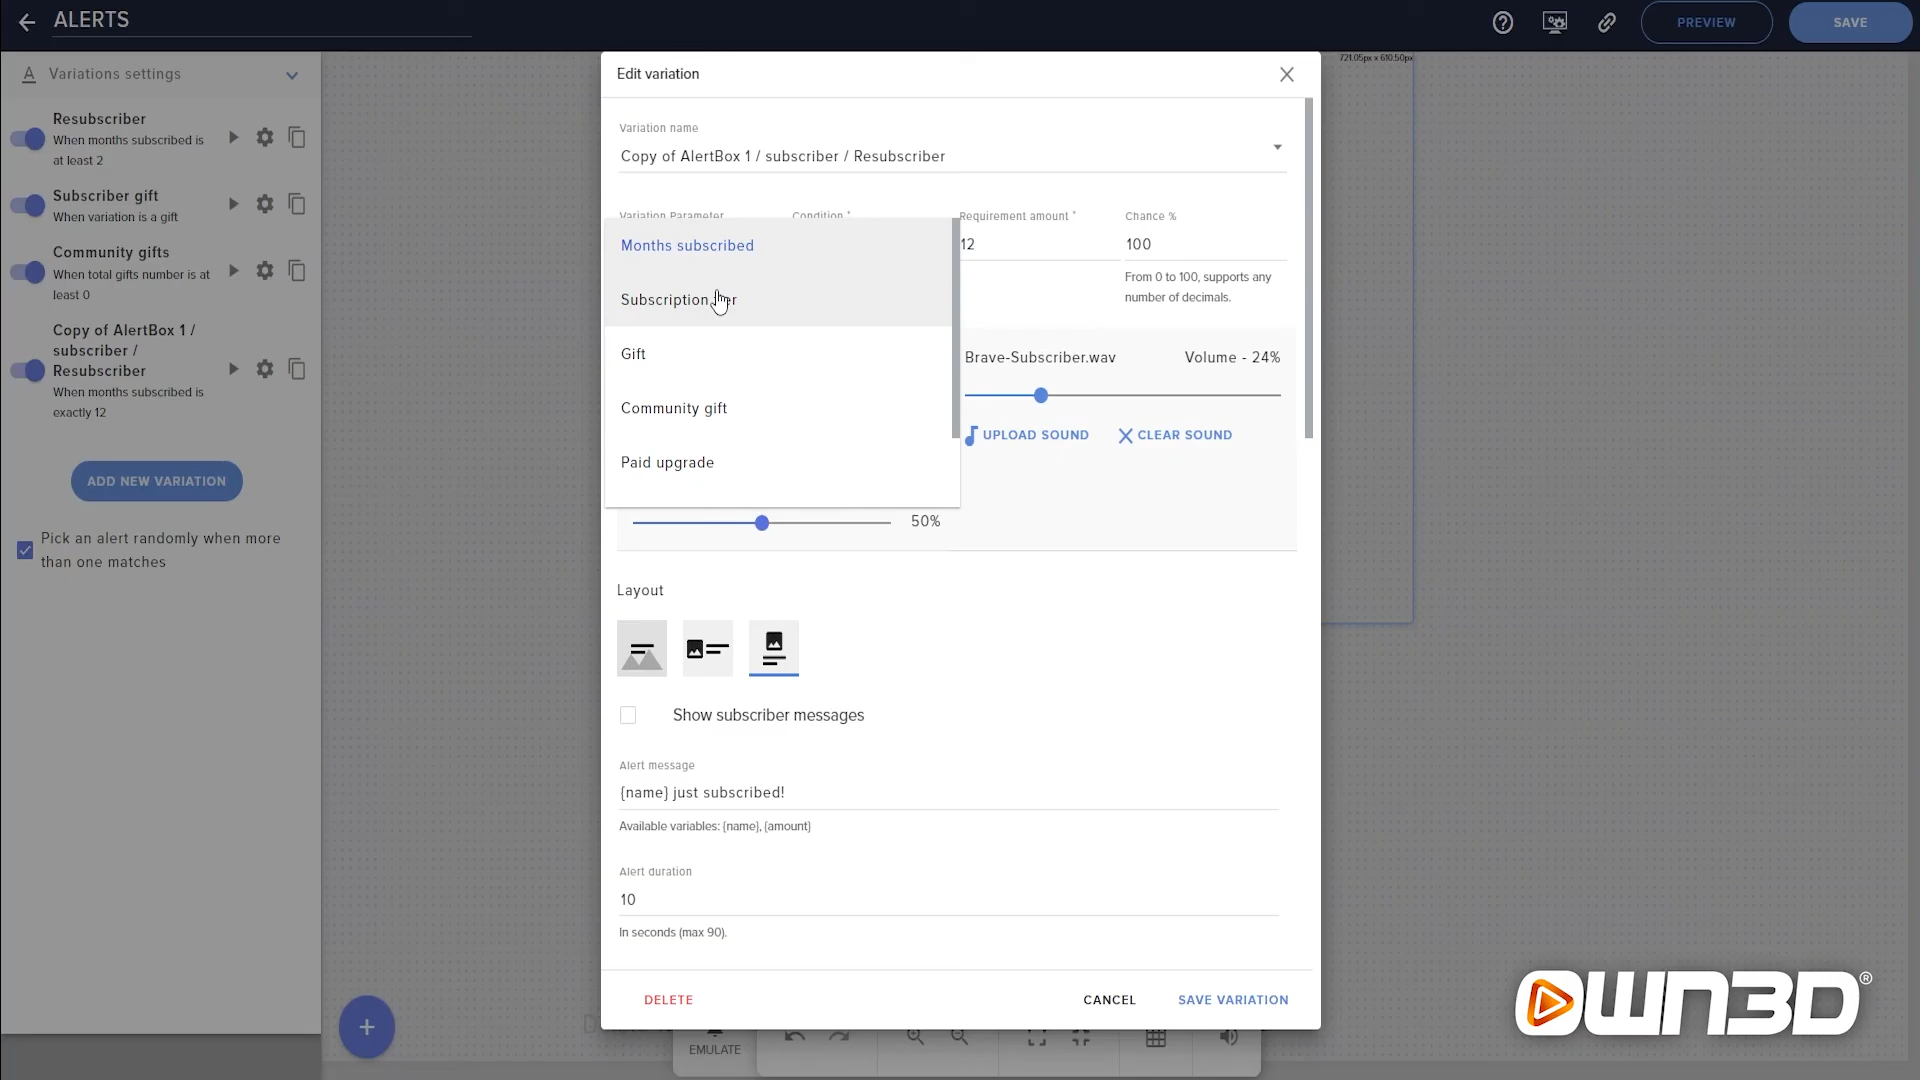 ALERTS
PREVIEW
SAVE
Variations settings
Resubscriber
When months subscribed is
at least 2
Subscriber gift
When variation is a gift
Community gifts
When total gifts number is at
least 0
Copy of AlertBox 1 /
subscriber /
Resubscriber
When months subscribed is
exactly 12
ADD NEW VARIATION
Pick an alert randomly when more
than one matches
721.05px x 610.50px
Edit variation
Variation name
Copy of AlertBox 1 / subscriber / Resubscriber
Variation Parameter
Condition *
Requirement amount *
Chance %
12
100
From 0 to 100, supports any
number of decimals.
Months subscribed
Subscription
Gift
Community gift
Paid upgrade
Brave-Subscriber.wav
Volume - 24%
UPLOAD SOUND
CLEAR SOUND
50%
Layout
Show subscriber messages
Alert message
{name} just subscribed!
Available variables: {name}, {amount}
Alert duration
10
In seconds (max 90).
DELETE
CANCEL
SAVE VARIATION
EMULATE
OWN3D®